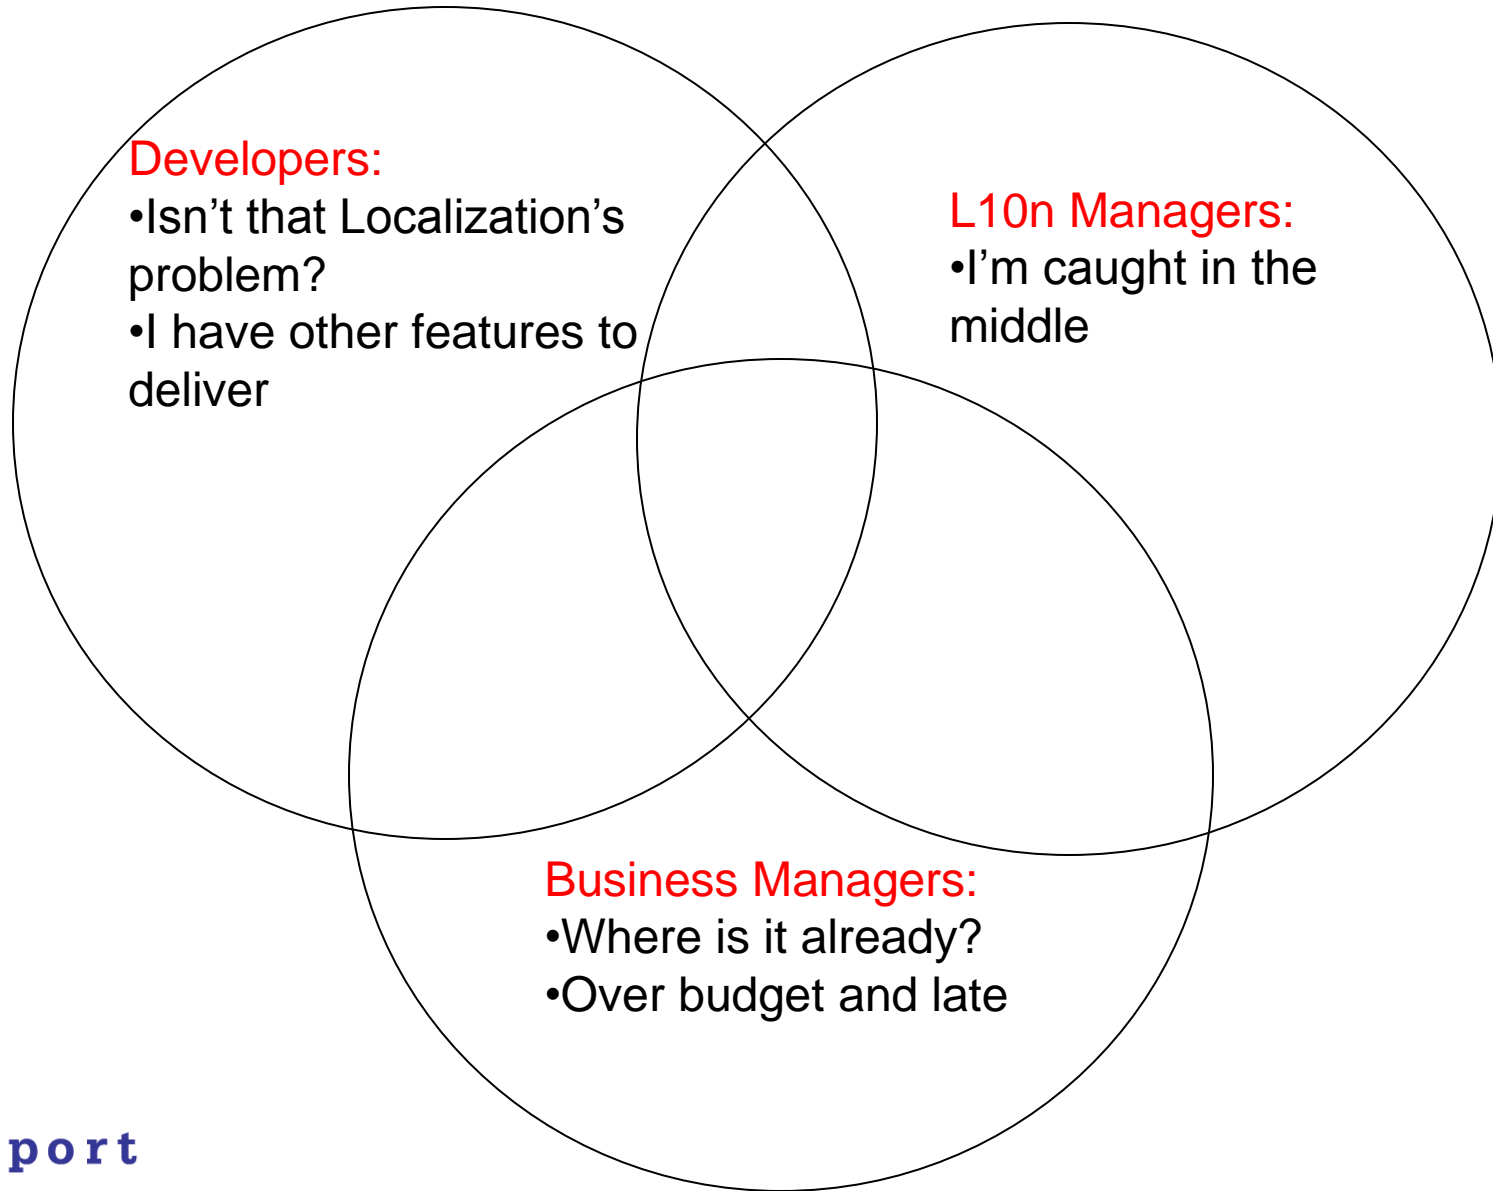 Developers:
•Isn’t that Localization’s
problem?
•I have other features to
deliver
L10n Managers:
•I’m caught in the
middle
Business Managers:
•Where is it already?
•Over budget and late
port